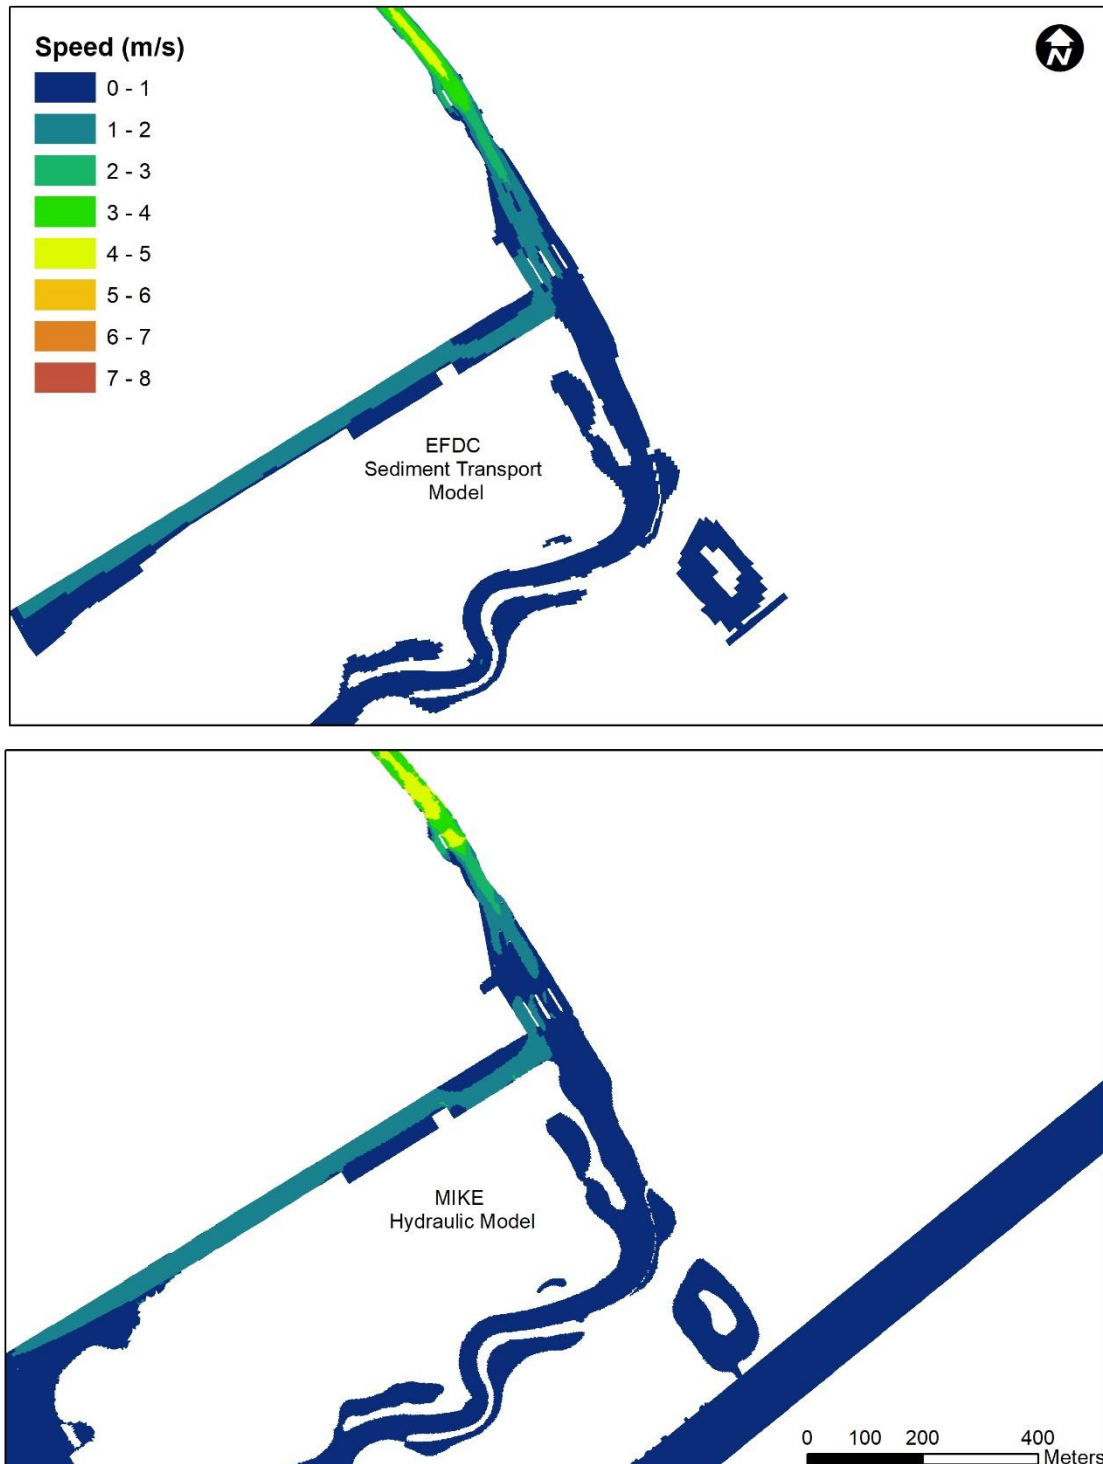 Speed (m/s)
0 - 1
1 - 2
2 - 3
3 - 4
4 - 5
5 - 6
6 - 7
7 - 8
N
EFDC
Sediment Transport
Model
MIKE
Hydraulic Model
0 100 200 400
Meters